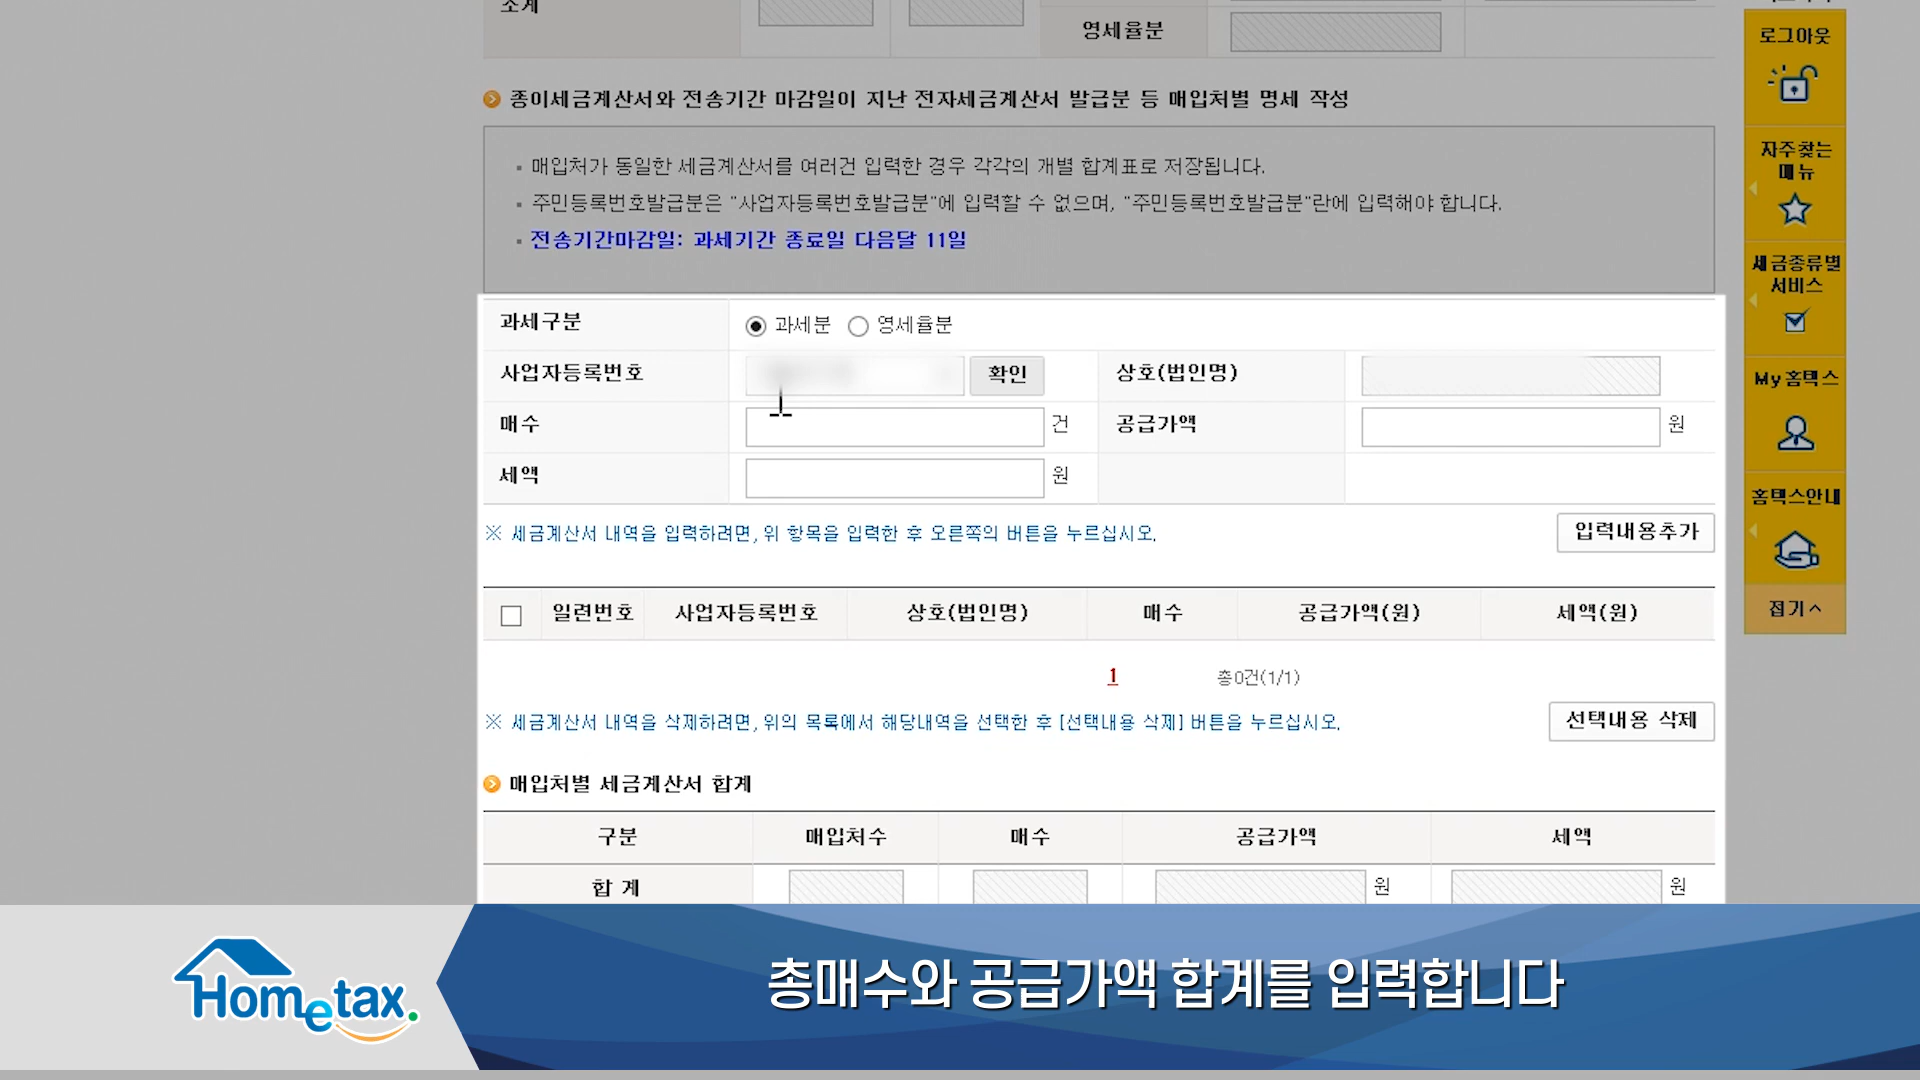 소계
영세율분
종이세금계산서와 전송기간 마감일이 지난 전자세금계산서 발급분 등 매입처별 명세 작성
매입처가 동일한 세금계산서를 여러건 입력한 경우 각각의 개별 합계표로 저장됩니다.
주민등록번호발급분은 "사업자등록번호발급분"에 입력할 수 없으며, "주민등록번호발급분"란에 입력해야 합니다.
전송기간마감일: 과세기간 종료일 다음달 11일
과세구분 과세분 영세율분
사업자등록번호 확인 상호(법인명)
매수 건 공급가액 원
세액 원
※ 세금계산서 내역을 입력하려면, 위 항목을 입력한 후 오른쪽의 버튼을 누르십시오. 입력내용추가
일련번호 사업자등록번호 상호(법인명) 매수 공급가액(원) 세액(원)
1 총0건(1/1)
※ 세금계산서 내역을 삭제하려면, 위의 목록에서 해당내역을 선택한 후 [선택내용 삭제] 버튼을 누르십시오. 선택내용 삭제
매입처별 세금계산서 합계
구분 매입처수 매수 공급가액 세액
합 계 원 원
로그아웃
자주찾는
메뉴
세금종류별
서비스
My홈택스
홈택스안내
접기^
Hometax.
총매수와 공급가액 합계를 입력합니다